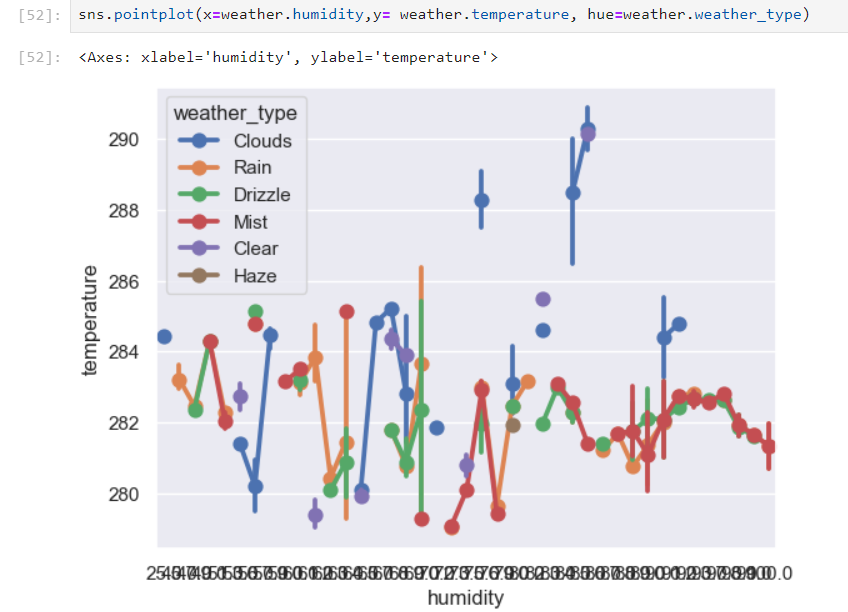 [52]: sns.pointplot(x=weather.humidity,y= weather.temperature, hue=weather.weather_type)
[52]: <Axes: xlabel='humidity', ylabel='temperature'>
weather_type
Clouds
Rain
Drizzle
Mist
Clear
Haze
290
288
286
284
282
280
temperature
humidity